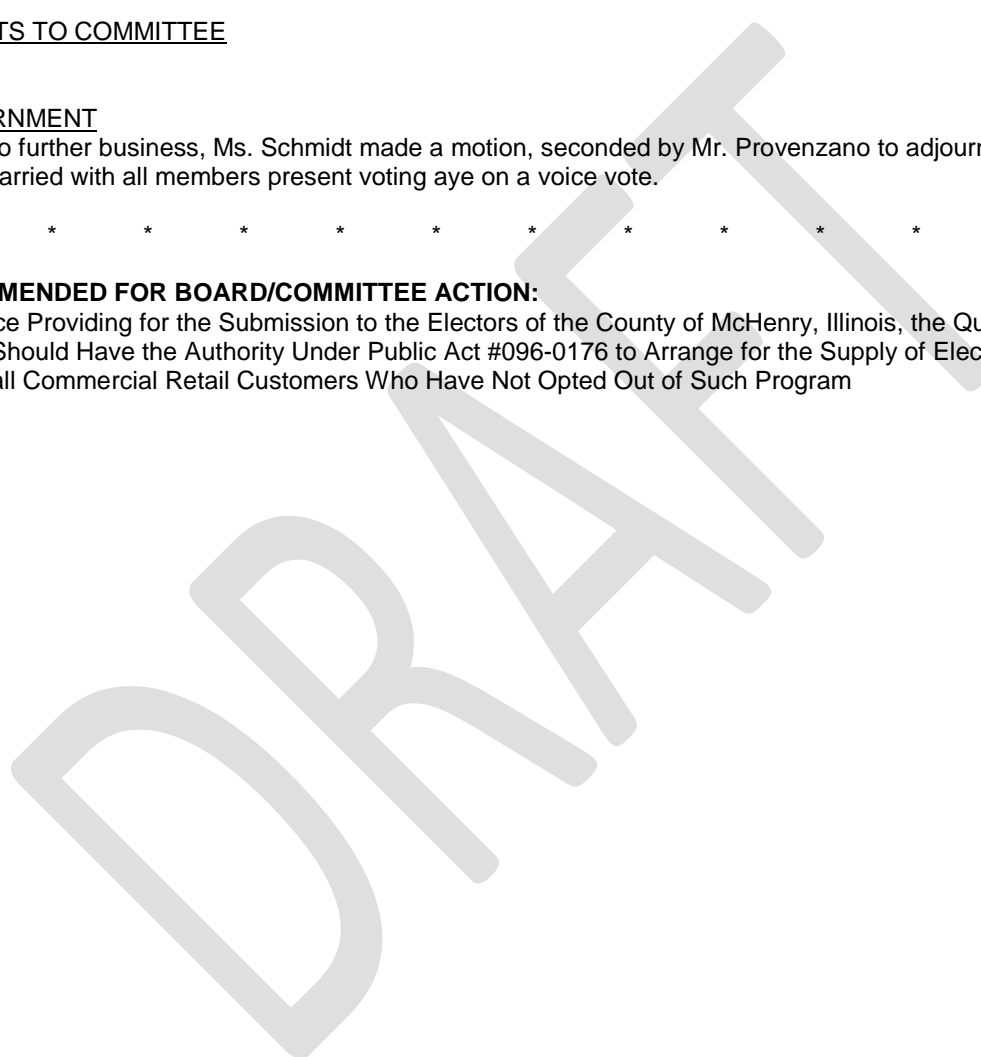 TS TO COMMITTEE
RNMENT
o further business, Ms. Schmidt made a motion, seconded by Mr. Provenzano to adjourn
arried with all members present voting aye on a voice vote.
* * * * * * * * * *
MENDED FOR BOARD/COMMITTEE ACTION:
ce Providing for the Submission to the Electors of the County of McHenry, Illinois, the Qu
Should Have the Authority Under Public Act #096-0176 to Arrange for the Supply of Elec
all Commercial Retail Customers Who Have Not Opted Out of Such Program
DRAFT